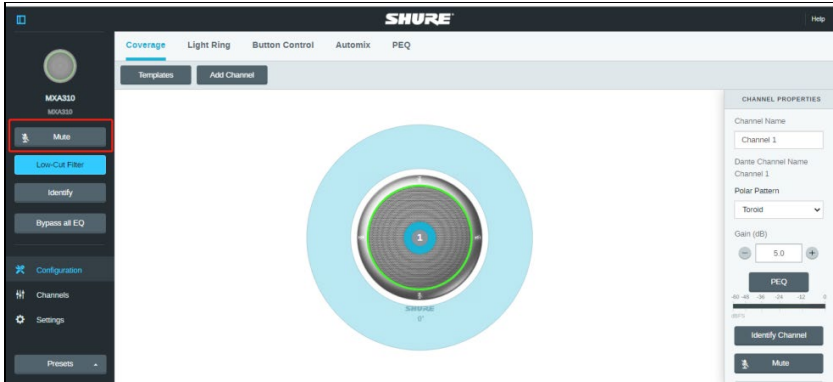 SHURE
Help
Coverage
Light Ring
Button Control
Automix
PEQ
Templates
Add Channel
MXA310
MXA310
Mute
Low-Cut Filter
Identify
Bypass all EQ
Configuration
Channels
Settings
Presets
1
SHURE
0°
CHANNEL PROPERTIES
Channel Name
Channel 1
Dante Channel Name
Channel 1
Polar Pattern
Toroid
Gain (dB)
5.0
PEQ
-60 -48 -36 -24 -12 0
dBFS
Identify Channel
Mute